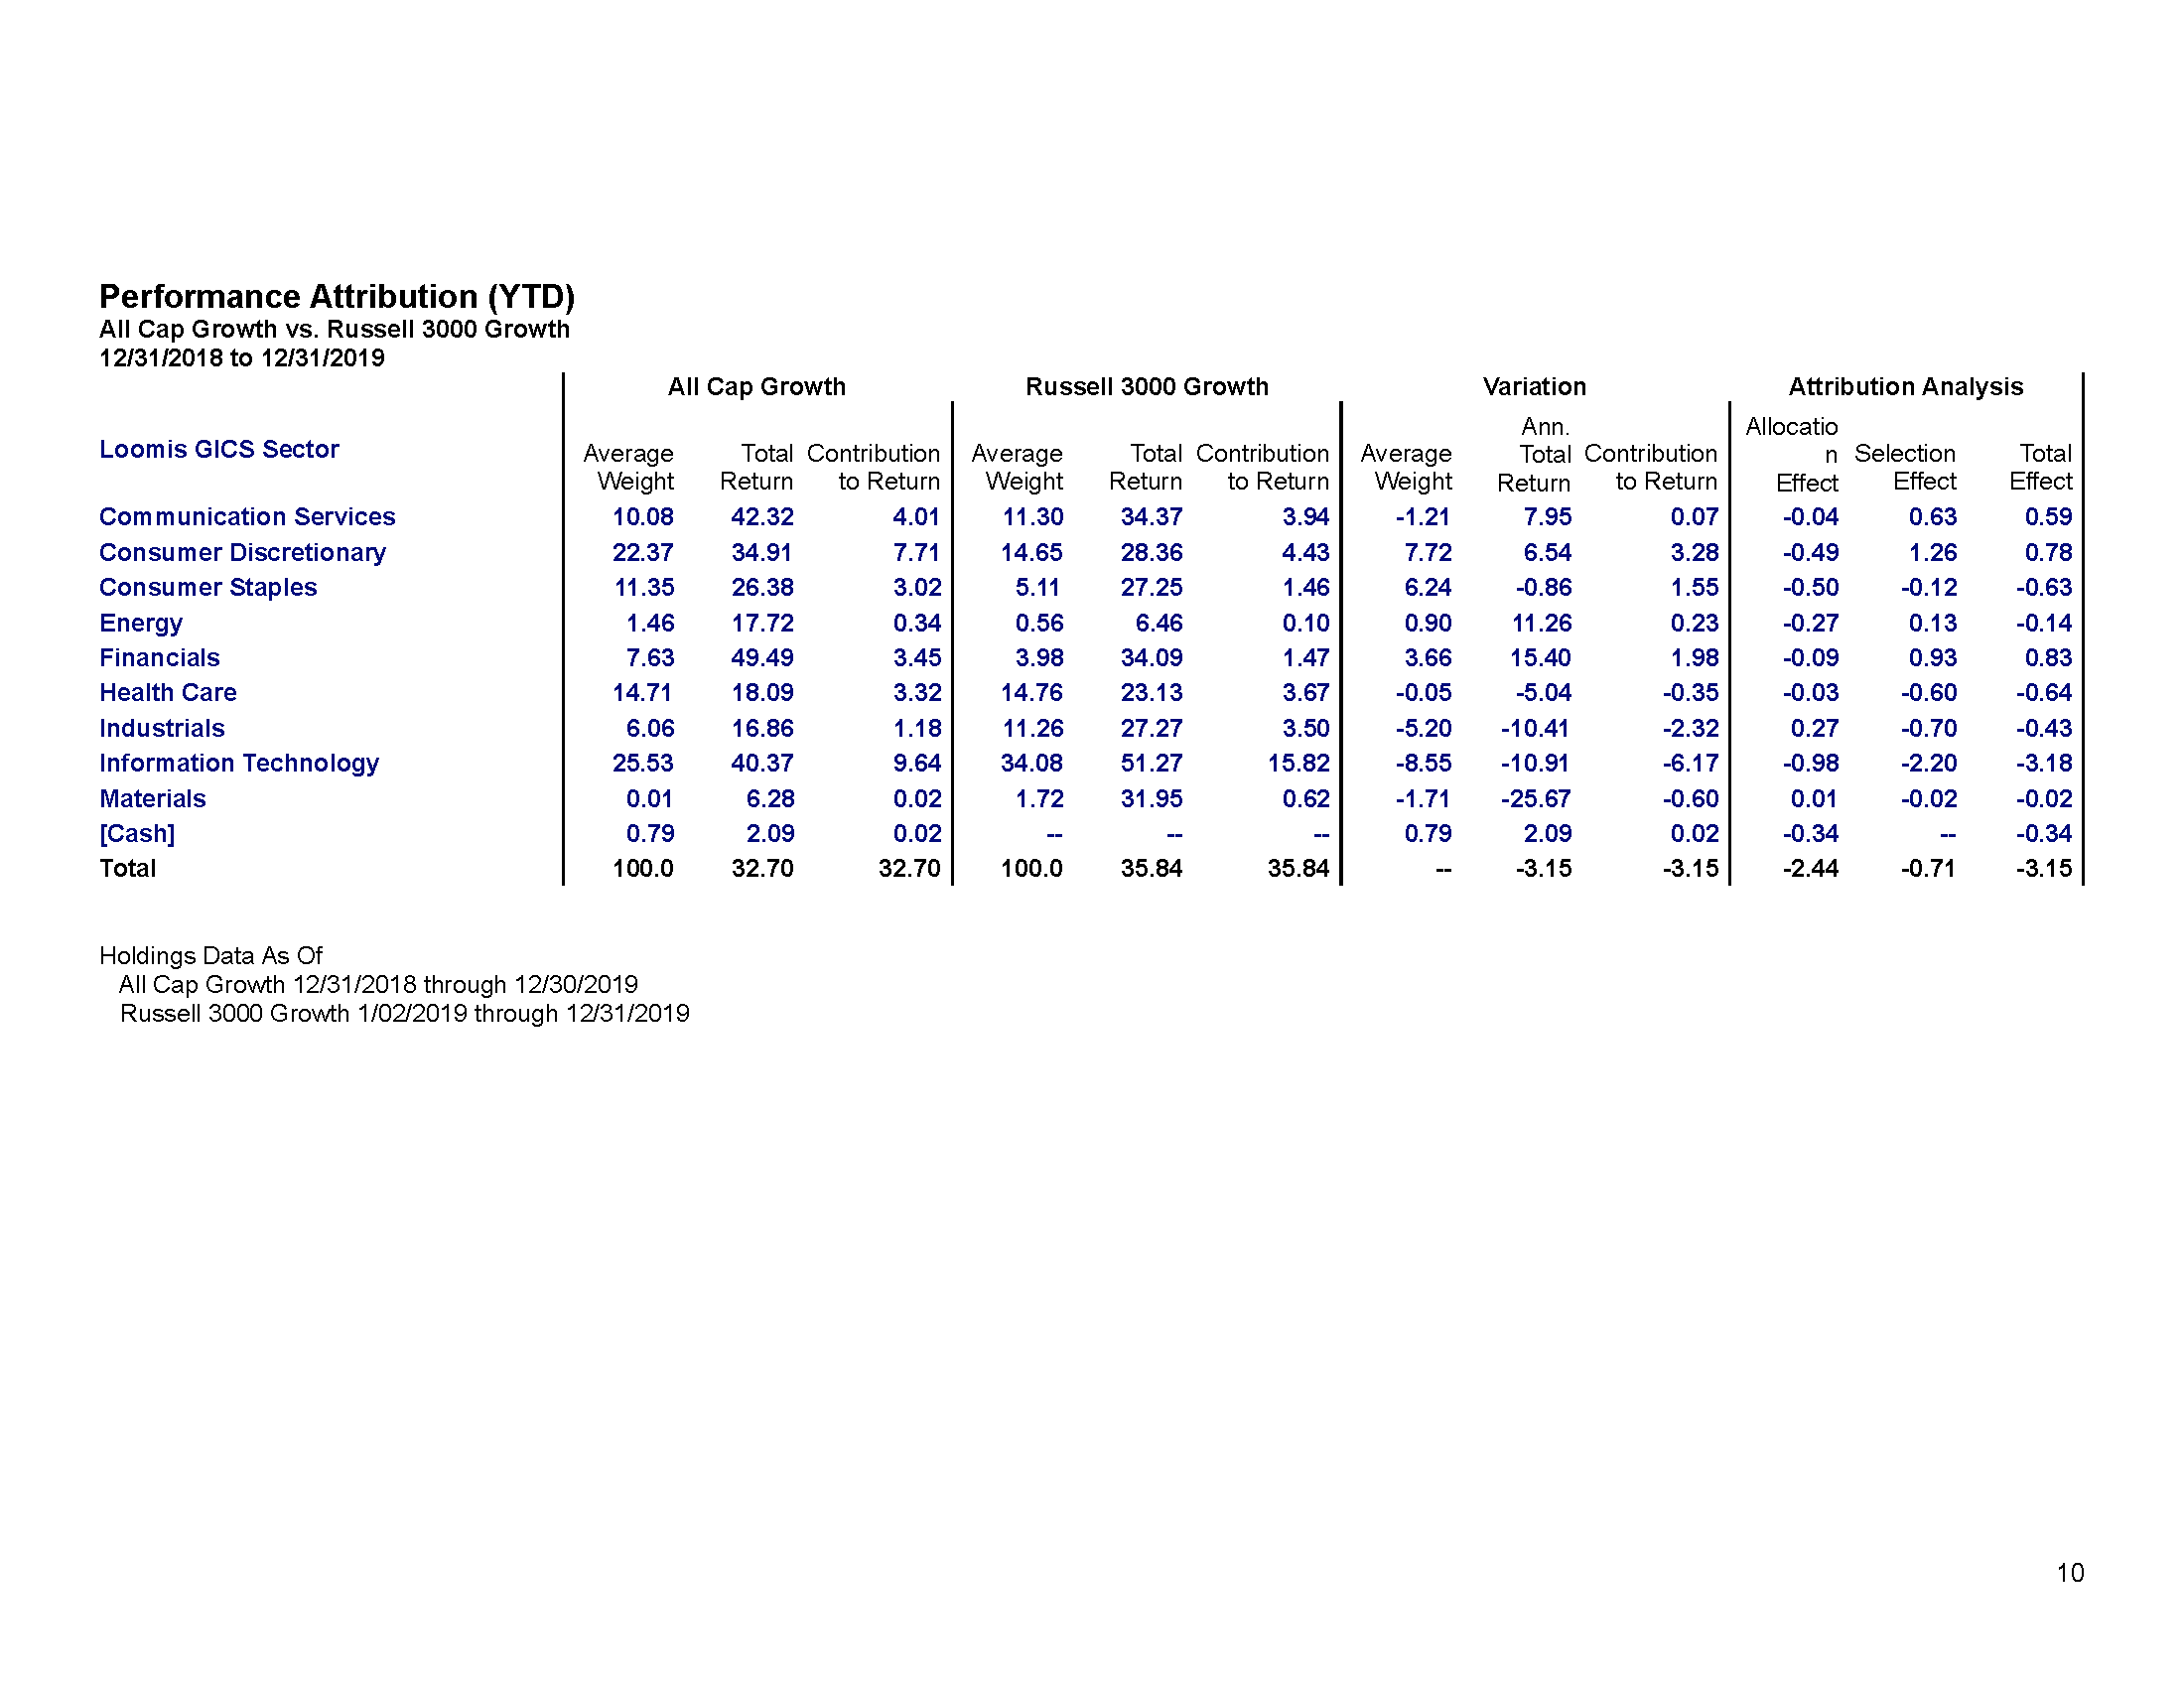 Performance Attribution (YTD)
All Cap Growth vs. Russell 3000 Growth
12/31/2018 to 12/31/2019
All Cap Growth Russell 3000 Growth Variation Attribution Analysis
Loomis GICS Sector Average Weight Total Return Contribution to Return Average Weight Total Return Contribution to Return Average Weight Ann. Total Return Contribution to Return Allocatio n Effect Selection Effect Total Effect
Communication Services 10.08 42.32 4.01 11.30 34.37 3.94 -1.21 7.95 0.07 -0.04 0.63 0.59
Consumer Discretionary 22.37 34.91 7.71 14.65 28.36 4.43 7.72 6.54 3.28 -0.49 1.26 0.78
Consumer Staples 11.35 26.38 3.02 5.11 27.25 1.46 6.24 -0.86 1.55 -0.50 -0.12 -0.63
Energy 1.46 17.72 0.34 0.56 6.46 0.10 0.90 11.26 0.23 -0.27 0.13 -0.14
Financials 7.63 49.49 3.45 3.98 34.09 1.47 3.66 15.40 1.98 -0.09 0.93 0.83
Health Care 14.71 18.09 3.32 14.76 23.13 3.67 -0.05 -5.04 -0.35 -0.03 -0.60 -0.64
Industrials 6.06 16.86 1.18 11.26 27.27 3.50 -5.20 -10.41 -2.32 0.27 -0.70 -0.43
Information Technology 25.53 40.37 9.64 34.08 51.27 15.82 -8.55 -10.91 -6.17 -0.98 -2.20 -3.18
Materials 0.01 6.28 0.02 1.72 31.95 0.62 -1.71 -25.67 -0.60 0.01 -0.02 -0.02
[Cash] 0.79 2.09 0.02 -- -- -- 0.79 2.09 0.02 -0.34 -- -0.34
Total 100.0 32.70 32.70 100.0 35.84 35.84 -- -3.15 -3.15 -2.44 -0.71 -3.15
Holdings Data As Of
All Cap Growth 12/31/2018 through 12/30/2019
Russell 3000 Growth 1/02/2019 through 12/31/2019
10